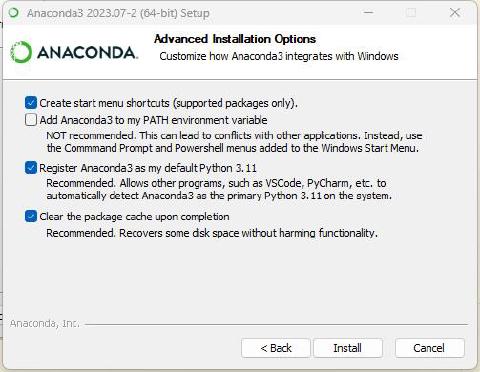 Anaconda3 2023.07-2 (64-bit) Setup
ANACONDA.
Advanced Installation Options
Customize how Anaconda3 integrates with Windows
Create start menu shortcuts (supported packages only).
Add Anaconda3 to my PATH environment variable
NOT recommended. This can lead to conflicts with other applications. Instead, use
the Commmand Prompt and Powershell menus added to the Windows Start Menu.
Register Anaconda3 as my default Python 3.11
Recommended. Allows other programs, such as VSCode, PyCharm, etc. to
automatically detect Anaconda3 as the primary Python 3.11 on the system.
Clear the package cache upon completion
Recommended. Recovers some disk space without harming functionality.
Anaconda, Inc.
< Back Install Cancel